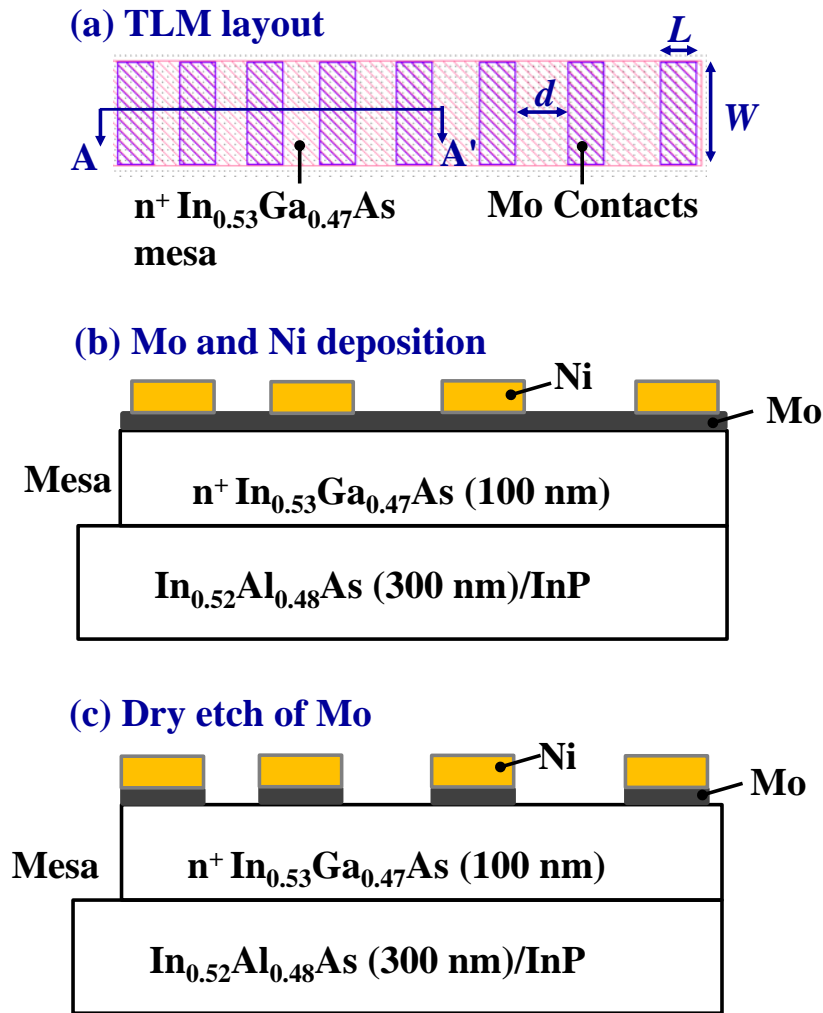 (a) TLM layout
L
d
W
A
A'
n⁺ In₀.₅₃Ga₀.₄₇As
mesa
Mo Contacts
(b) Mo and Ni deposition
Ni
Mo
Mesa
n⁺ In₀.₅₃Ga₀.₄₇As (100 nm)
In₀.₅₂Al₀.₄₈As (300 nm)/InP
(c) Dry etch of Mo
Ni
Mo
Mesa
n⁺ In₀.₅₃Ga₀.₄₇As (100 nm)
In₀.₅₂Al₀.₄₈As (300 nm)/InP